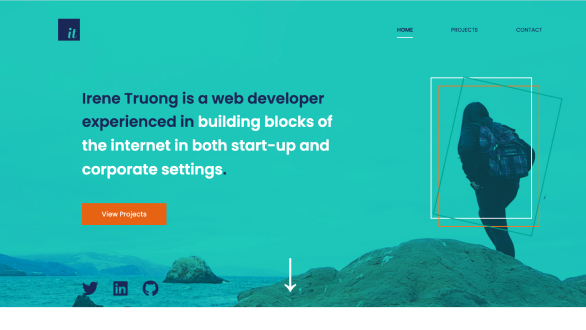 it
HOME
PROJECTS
CONTACT
Irene Truong is a web developer
experienced in building blocks of
the internet in both start-up and
corporate settings.
View Projects
in